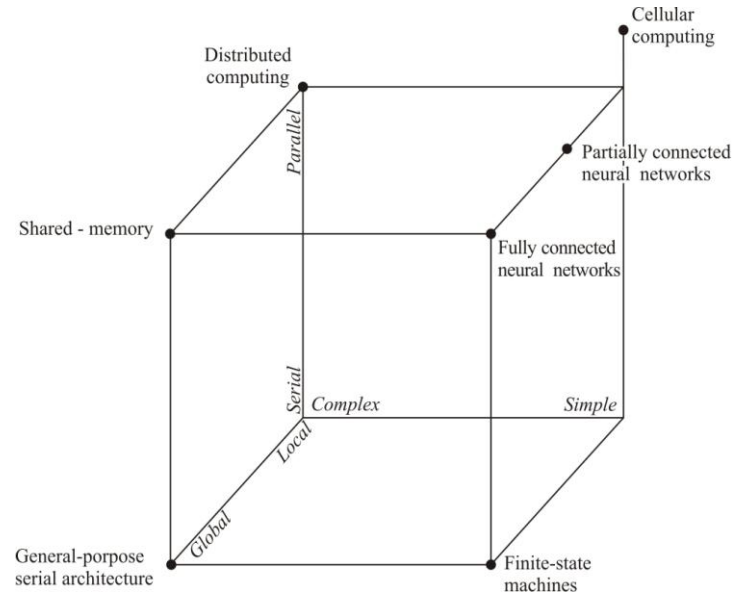 Cellular
computing
Distributed
computing
Parallel
Partially connected
neural networks
Shared - memory
Fully connected
neural networks
Serial
Complex
Simple
Local
Global
General-porpose
serial architecture
Finite-state
machines